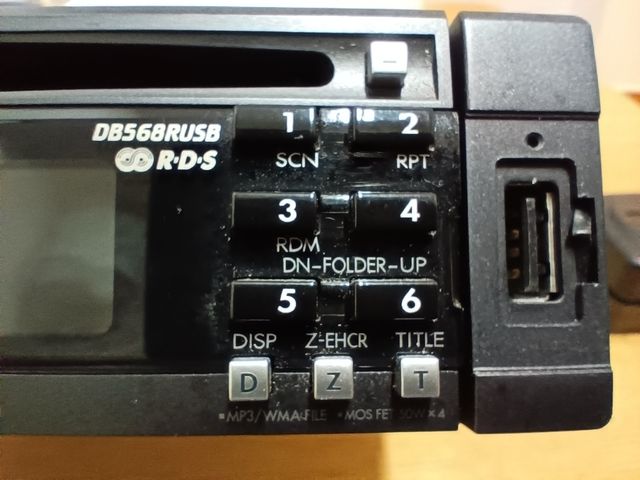 DB568RUSB
R·D·S
1 2
SCN RPT
3 4
RDM
DN-FOLDER-UP
5 6
DISP Z-EHCR TITLE
D Z T
▪MP3/WMA FILE ▪MOS FET 50W×4